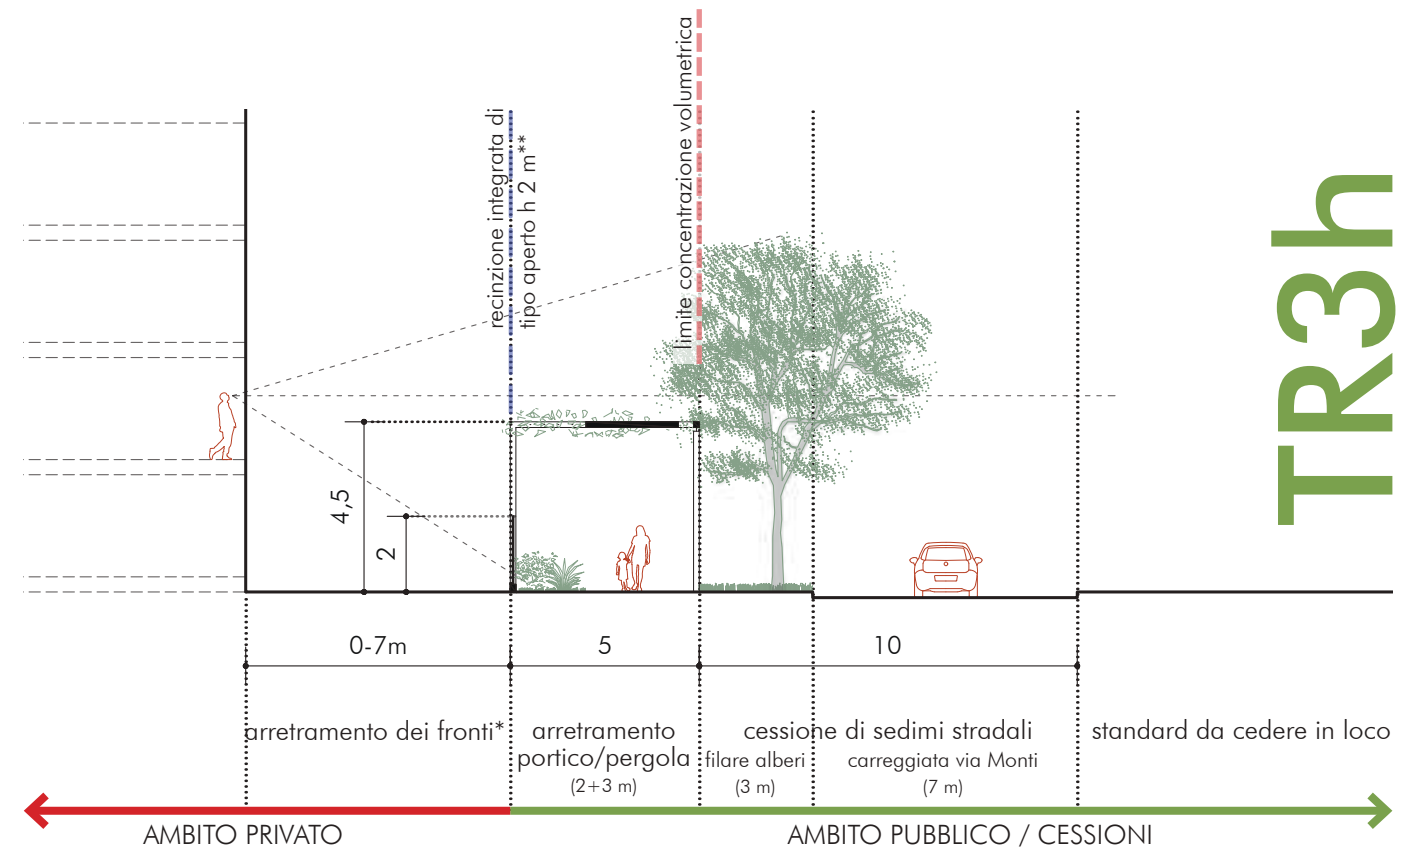 recinzione integrata di
tipo aperto h 2 m**
limite concentrazione volumetrica
TR3h
4,5
2
0-7m
5
10
arretramento dei fronti*
arretramento
portico/pergola
(2+3 m)
cessione di sedimi stradali
filare alberi
(3 m)
carreggiata via Monti
(7 m)
standard da cedere in loco
AMBITO PRIVATO
AMBITO PUBBLICO / CESSIONI